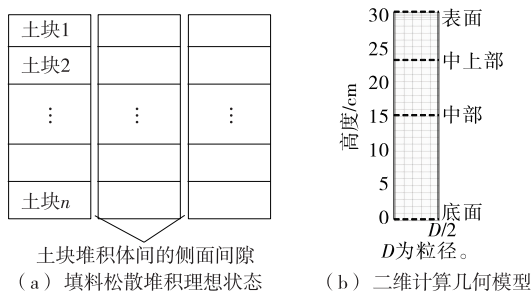 土块1
土块2
⋮ ⋮ ⋮
土块n
土块堆积体间的侧面间隙
(a) 填料松散堆积理想状态
高度/cm
30
25
20
15
10
5
0
表面
中上部
中部
底面
D/2
D为粒径。
(b) 二维计算几何模型